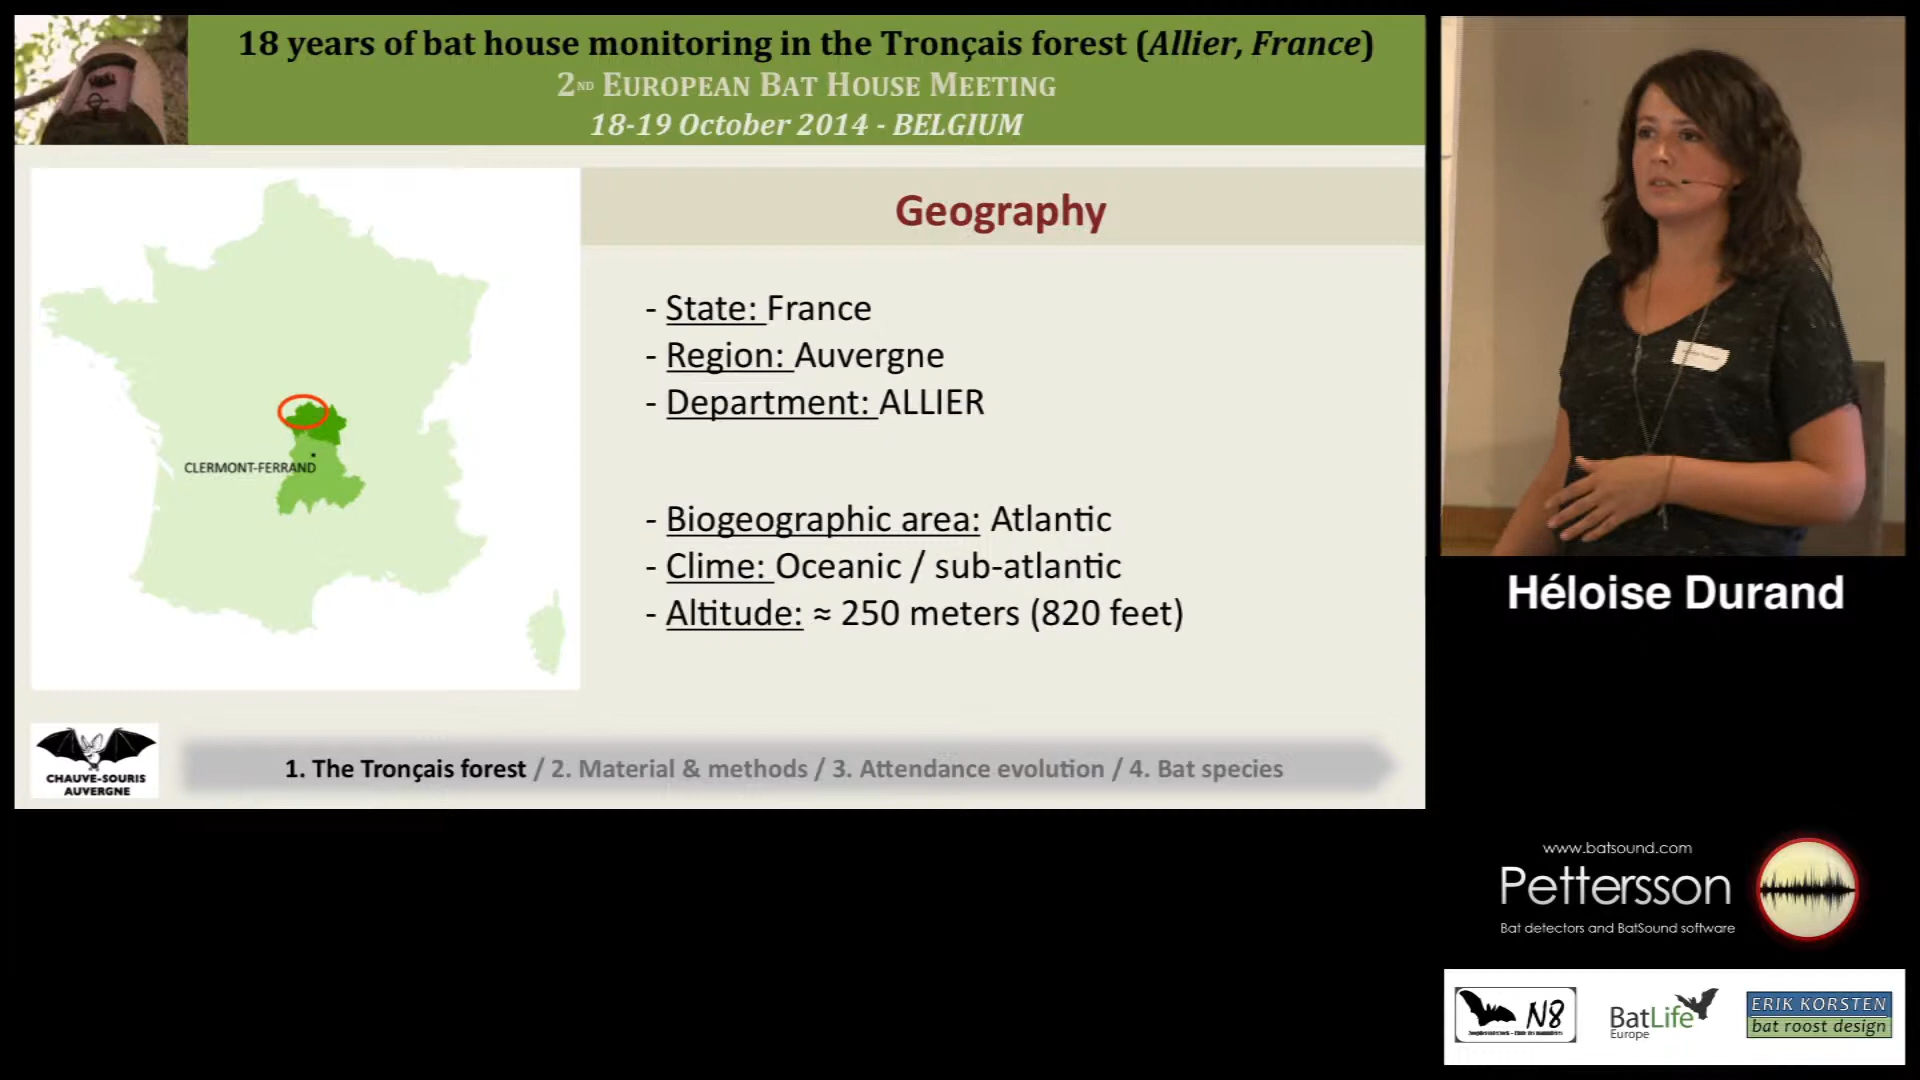 18 years of bat house monitoring in the Tronçais forest (Allier, France)
2ND EUROPEAN BAT HOUSE MEETING
18-19 October 2014 - BELGIUM
Geography
- State: France
- Region: Auvergne
- Department: ALLIER
CLERMONT-FERRAND
- Biogeographic area: Atlantic
- Clime: Oceanic / sub-atlantic
- Altitude: ≈ 250 meters (820 feet)
CHAUVE-SOURIS
AUVERGNE
1. The Tronçais forest / 2. Material & methods / 3. Attendance evolution / 4. Bat species
Héloise Durand
www.batsound.com
Pettersson
Bat detectors and BatSound software
N8
BatLife
Europe
ERIK KORSTEN
bat roost design